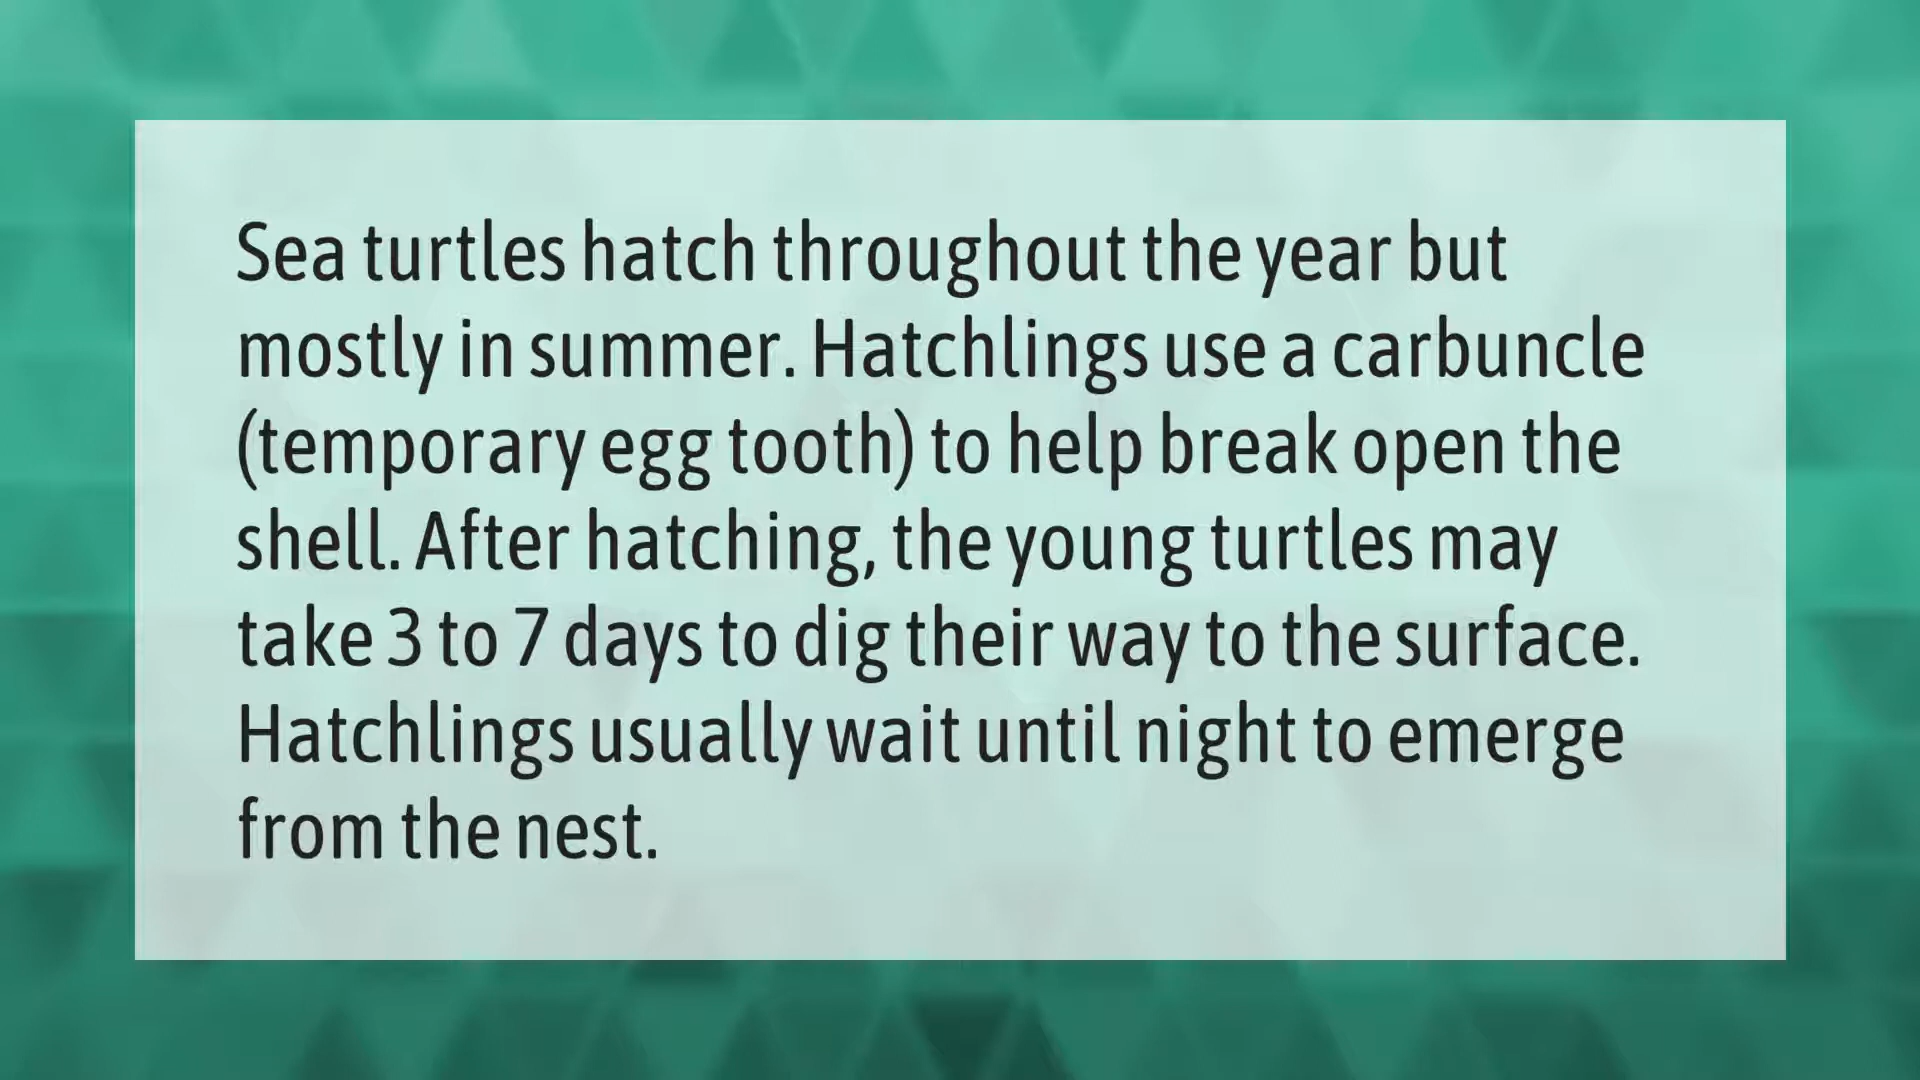 Sea turtles hatch throughout the year but
mostly in summer. Hatchlings use a carbuncle
(temporary egg tooth) to help break open the
shell. After hatching, the young turtles may
take 3 to 7 days to dig their way to the surface.
Hatchlings usually wait until night to emerge
from the nest.